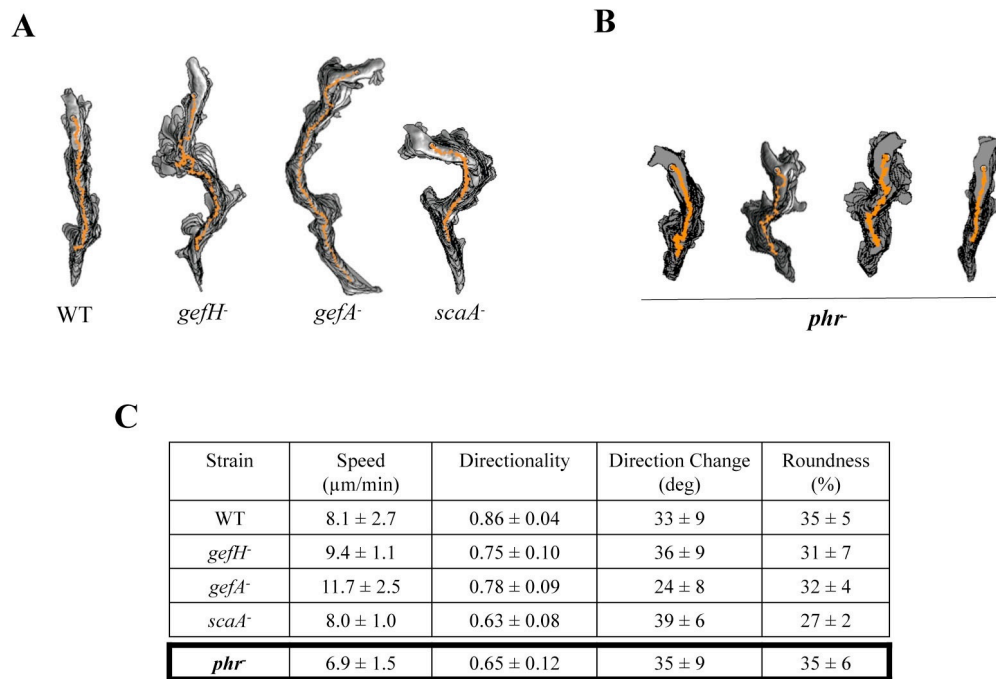 A
B
WT
gefH-
gefA-
scaA-
phr-
C
Strain Speed (µm/min) Directionality Direction Change (deg) Roundness (%)
WT 8.1 ± 2.7 0.86 ± 0.04 33 ± 9 35 ± 5
gefH- 9.4 ± 1.1 0.75 ± 0.10 36 ± 9 31 ± 7
gefA- 11.7 ± 2.5 0.78 ± 0.09 24 ± 8 32 ± 4
scaA- 8.0 ± 1.0 0.63 ± 0.08 39 ± 6 27 ± 2
phr- 6.9 ± 1.5 0.65 ± 0.12 35 ± 9 35 ± 6